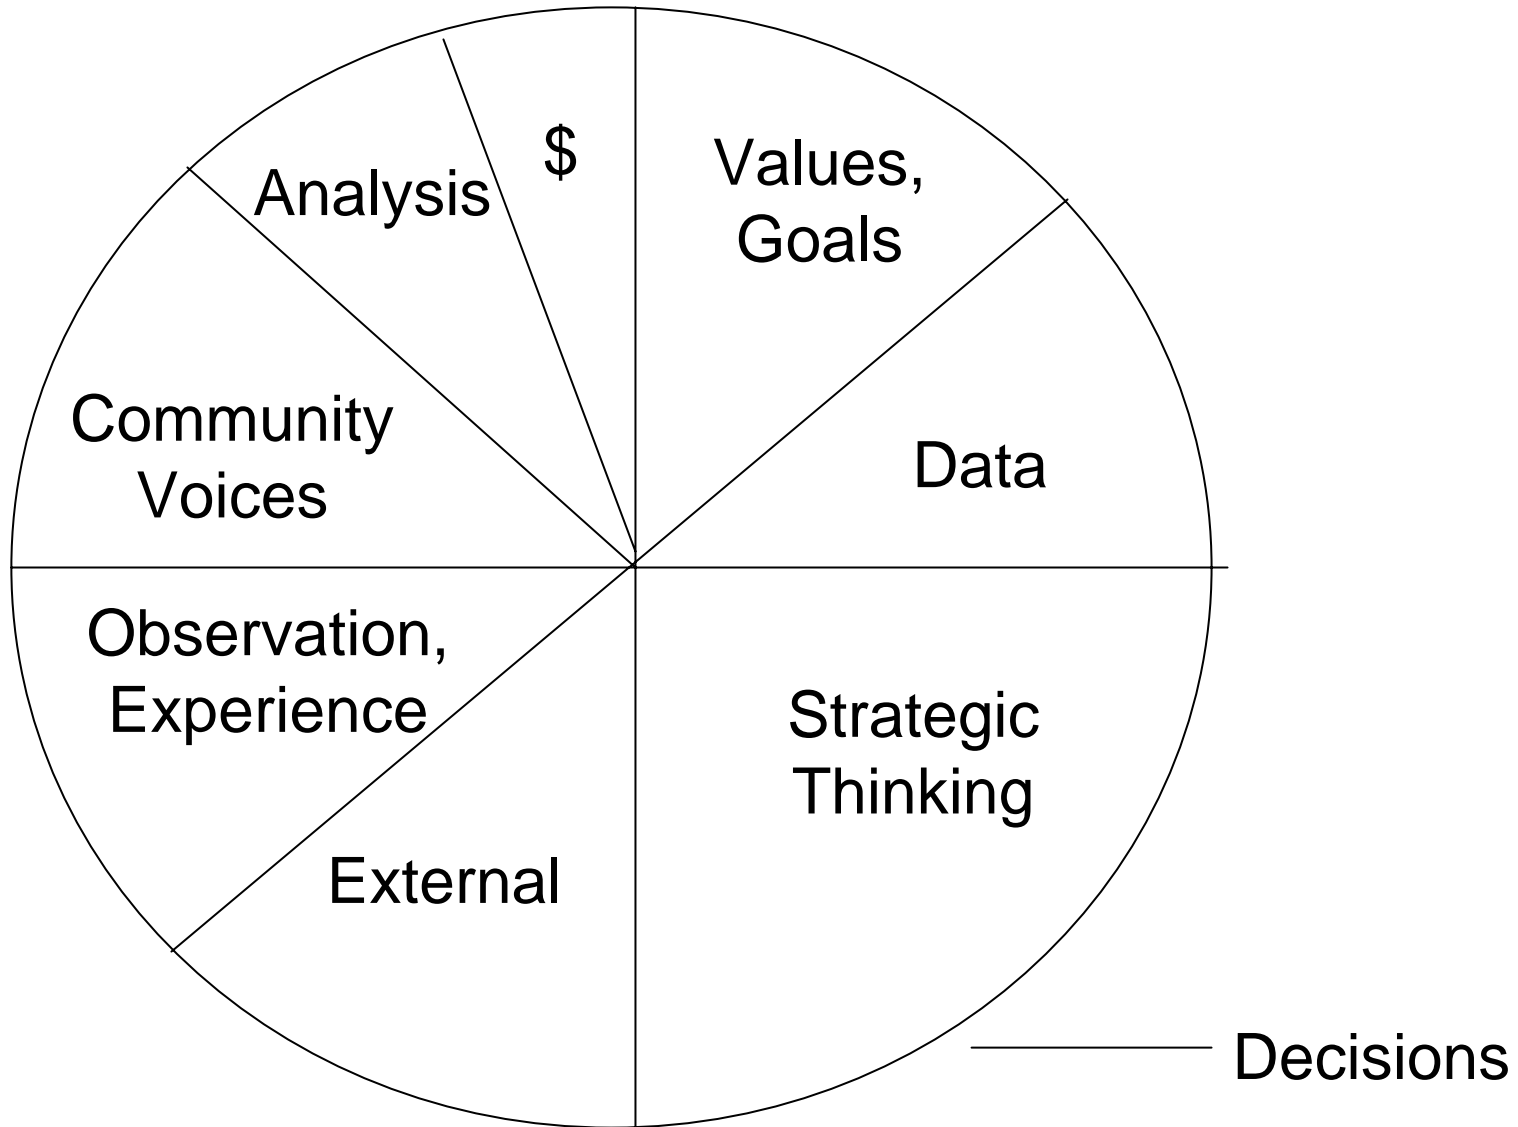 $
Values,
Goals
Analysis
Community
Voices
Data
Observation,
Experience
Strategic
Thinking
External
Decisions